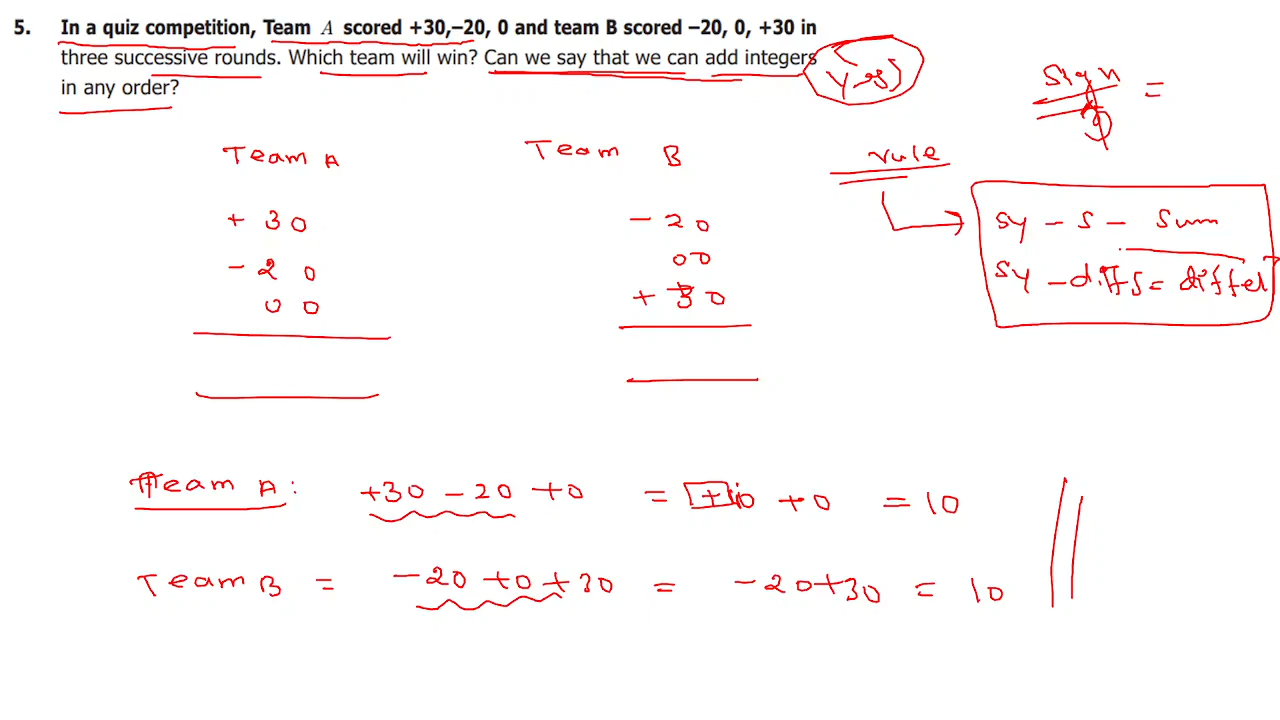 5. In a quiz competition, Team A scored +30,–20, 0 and team B scored –20, 0, +30 in
three successive rounds. Which team will win? Can we say that we can add integers
in any order?
Yes
Sign =
Team A
Team B
rule
+ 30
- 20
00
- 20
00
+ 30
Sy - S - Sum
Sy - diff S = differ
Team A: +30 - 20 +0 = +10 +0 = 10
Team B = -20 +0 +30 = -20+30 = 10